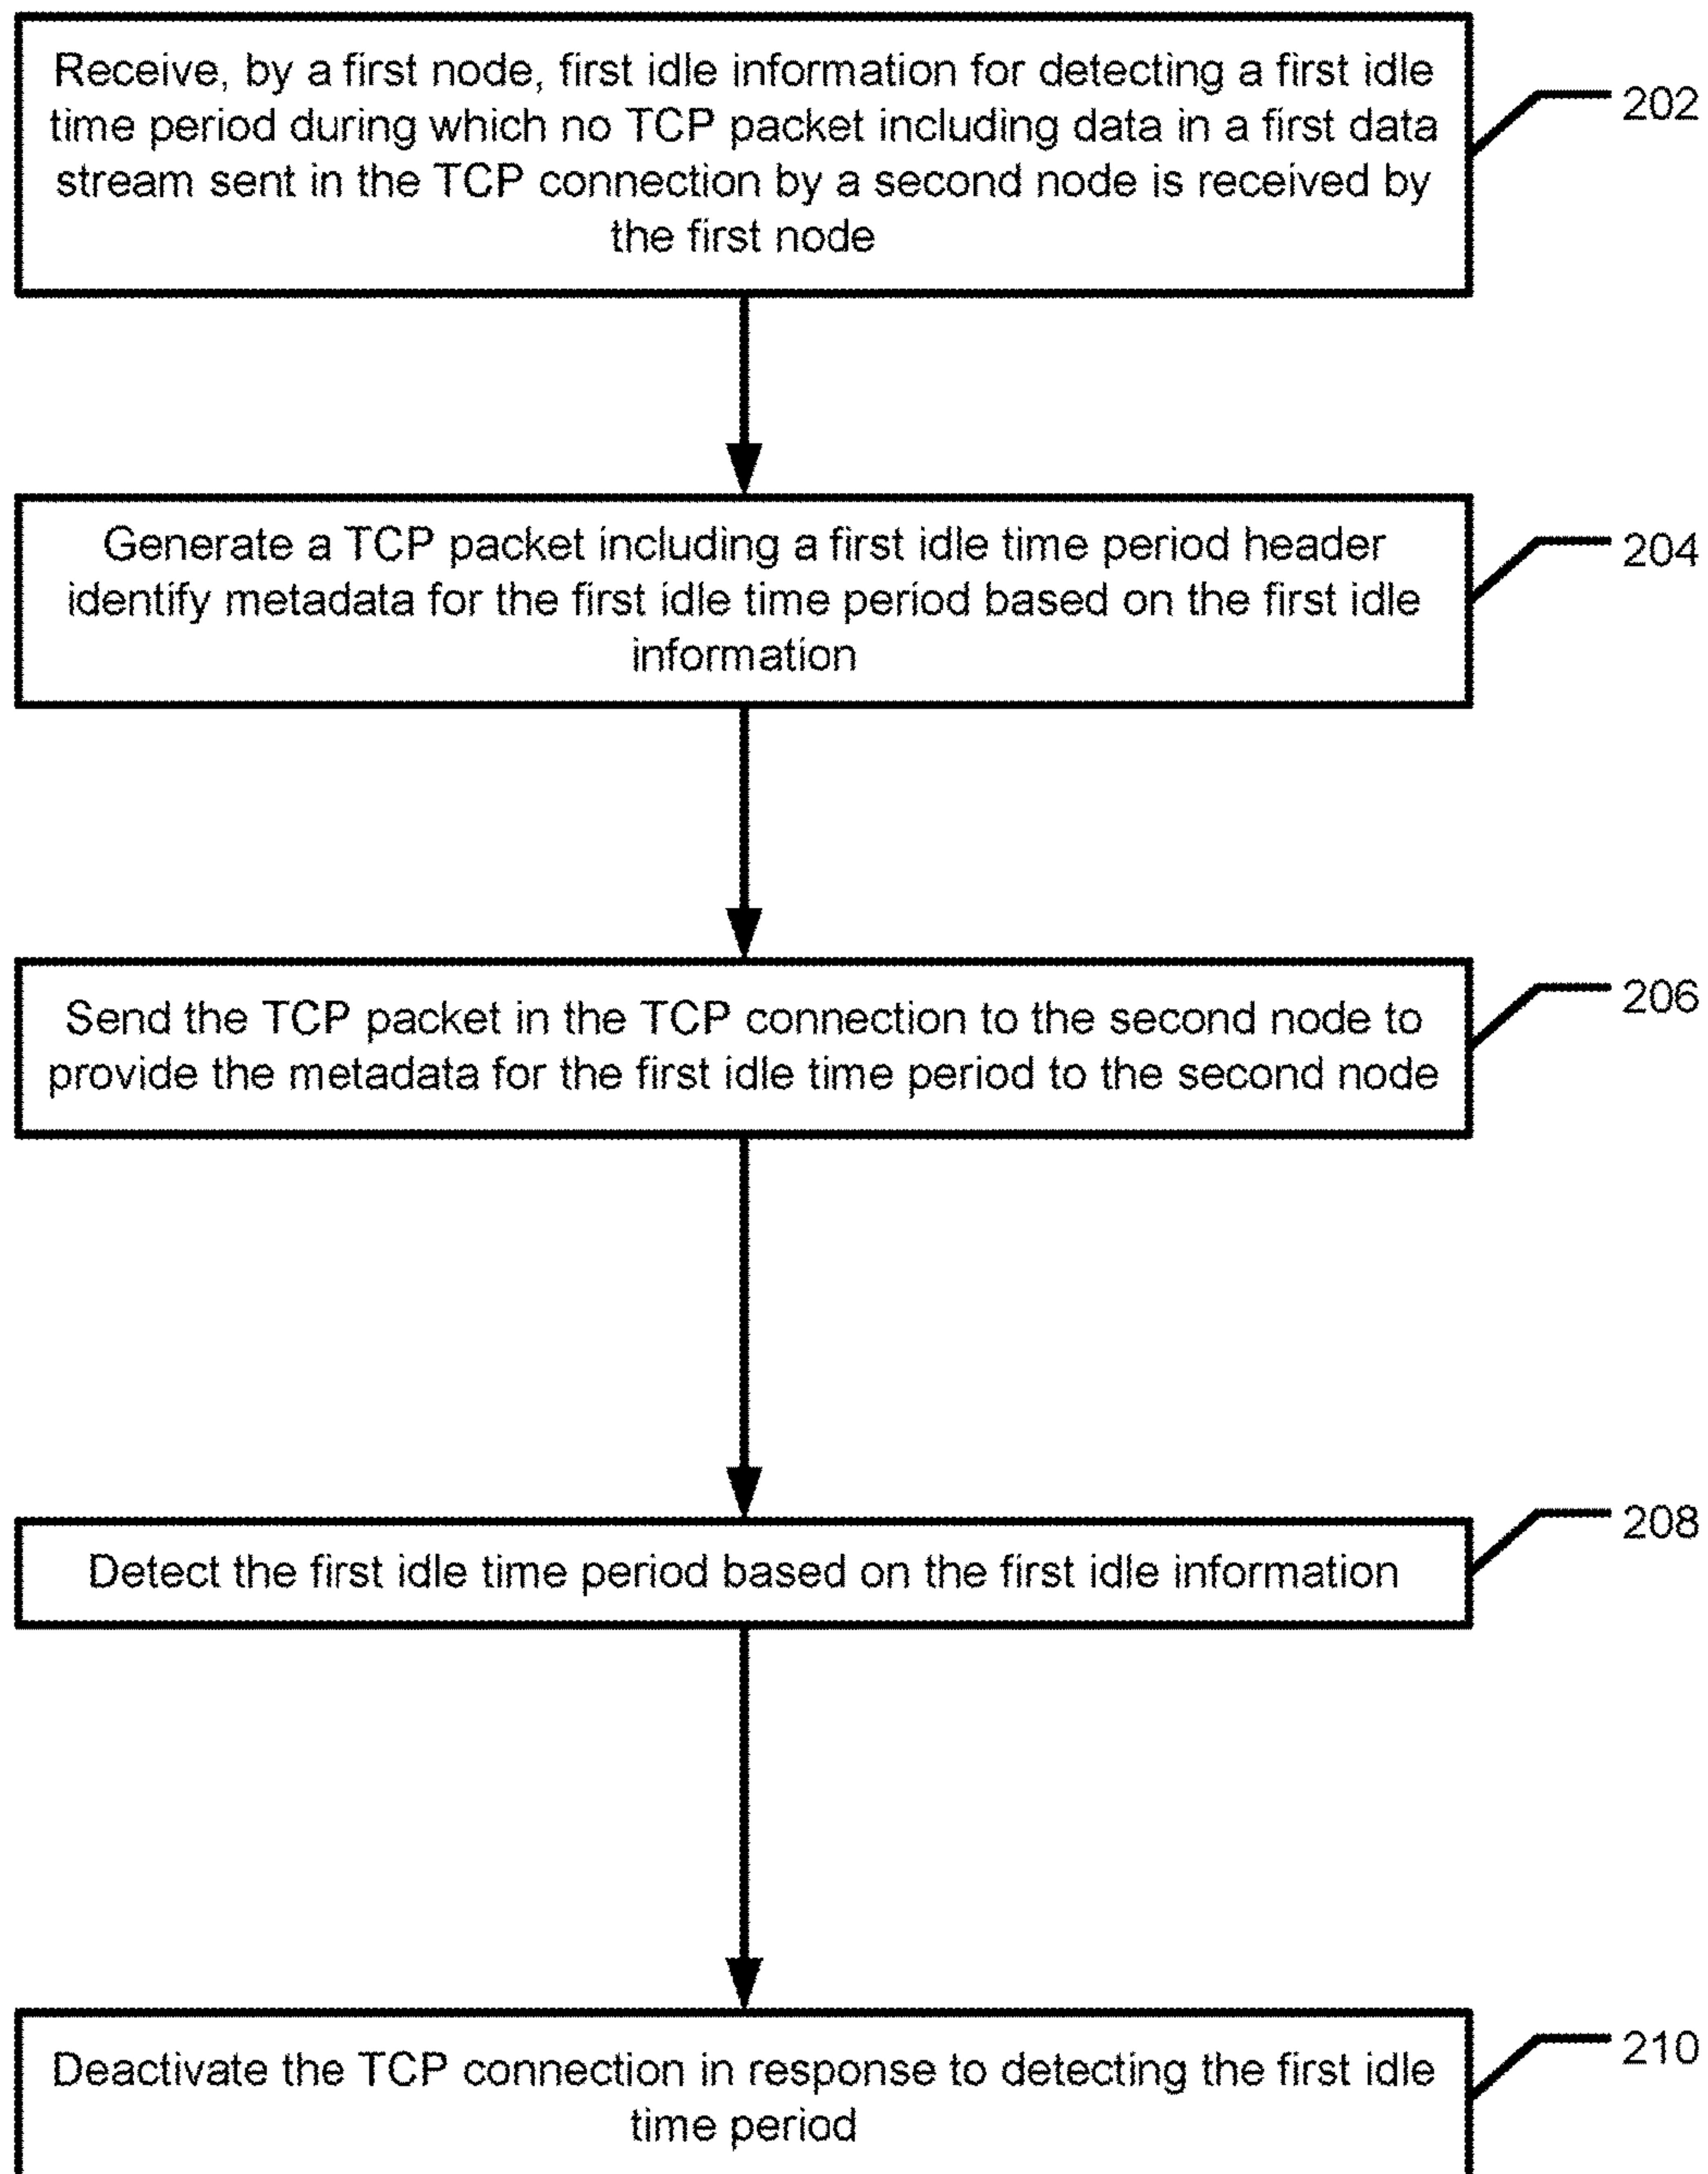 Receive, by a first node, first idle information for detecting a first idle
time period during which no TCP packet including data in a first data
stream sent in the TCP connection by a second node is received by
the first node
202
Generate a TCP packet including a first idle time period header
identify metadata for the first idle time period based on the first idle
information
204
Send the TCP packet in the TCP connection to the second node to
provide the metadata for the first idle time period to the second node
206
Detect the first idle time period based on the first idle information
208
Deactivate the TCP connection in response to detecting the first idle
time period
210